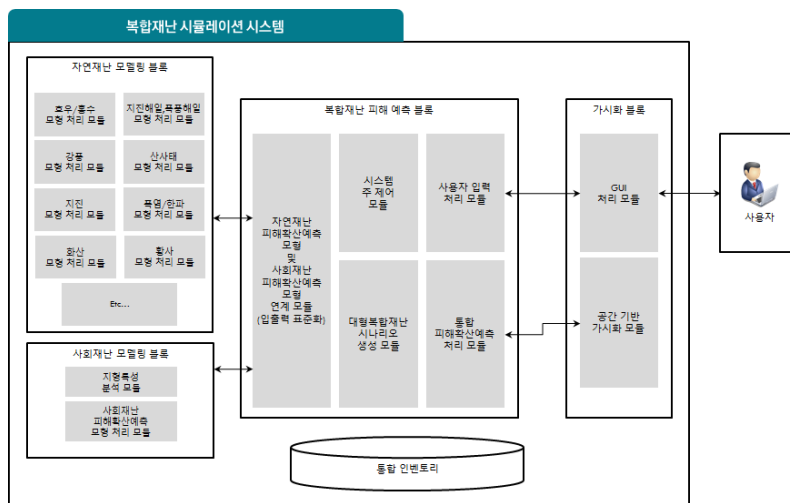 복합재난 시뮬레이션 시스템
자연재난 모델링 블록
호우/홍수
모형 처리 모듈
지진해일,폭풍해일
모형 처리 모듈
강풍
모형 처리 모듈
산사태
모형 처리 모듈
지진
모형 처리 모듈
폭염/한파
모형 처리 모듈
화산
모형 처리 모듈
황사
모형 처리 모듈
Etc...
사회재난 모델링 블록
지형특성
분석 모듈
사회재난
피해확산예측
모형 처리 모듈
복합재난 피해 예측 블록
자연재난
피해확산예측
모형
및
사회재난
피해확산예측
모형
연계 모듈
(입출력 표준화)
시스템
주 제어
모듈
사용자 입력
처리 모듈
대형복합재난
시나리오
생성 모듈
통합
피해확산예측
처리 모듈
가시화 블록
GUI
처리 모듈
공간 기반
가시화 모듈
사용자
통합 인벤토리